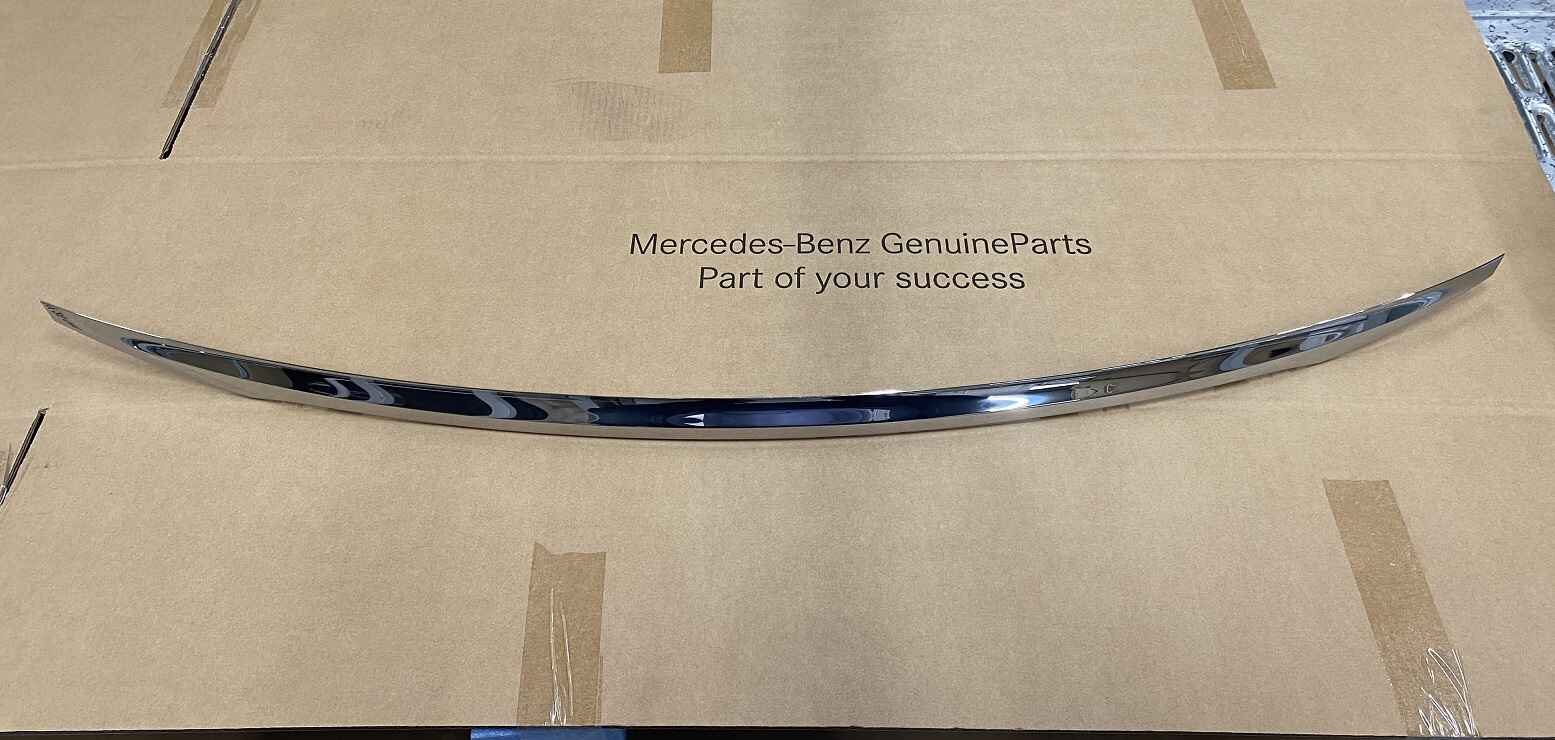 Mercedes-Benz GenuineParts
Part of your success